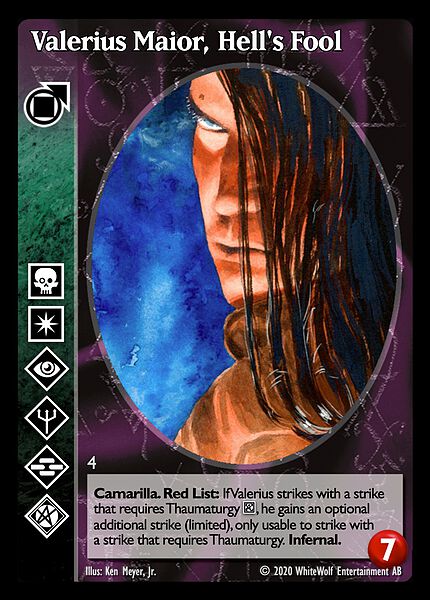 Valerius Maior, Hell's Fool
4
Camarilla. Red List: If Valerius strikes with a strike
that requires Thaumaturgy , he gains an optional
additional strike (limited), only usable to strike with
a strike that requires Thaumaturgy. Infernal.
7
Illus: Ken Meyer, Jr. © 2020 WhiteWolf Entertainment AB